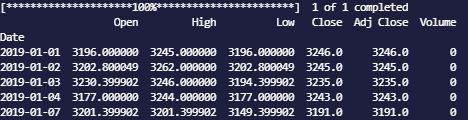 [*********************100%***********************]  1 of 1 completed
Open High Low Close Adj Close Volume
Date
2019-01-01 3196.000000 3245.000000 3196.000000 3246.0 3246.0 0
2019-01-02 3202.800049 3262.000000 3202.800049 3245.0 3245.0 0
2019-01-03 3230.399902 3246.000000 3194.399902 3235.0 3235.0 0
2019-01-04 3177.000000 3244.000000 3177.000000 3243.0 3243.0 0
2019-01-07 3201.399902 3201.399902 3149.399902 3191.0 3191.0 0